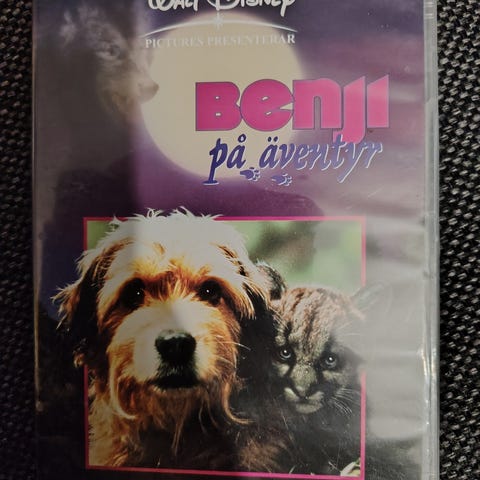 WALT DISNEY
PICTURES PRESENTERAR
Benji
på äventyr